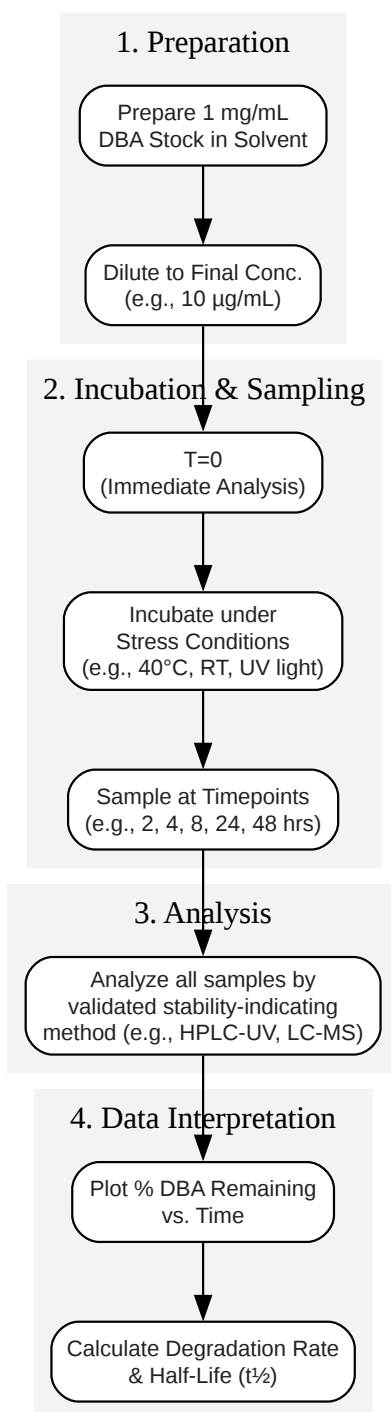 1. Preparation
Prepare 1 mg/mL
DBA Stock in Solvent
Dilute to Final Conc.
(e.g., 10 µg/mL)
2. Incubation & Sampling
T=0
(Immediate Analysis)
Incubate under
Stress Conditions
(e.g., 40°C, RT, UV light)
Sample at Timepoints
(e.g., 2, 4, 8, 24, 48 hrs)
3. Analysis
Analyze all samples by
validated stability-indicating
method (e.g., HPLC-UV, LC-MS)
4. Data Interpretation
Plot % DBA Remaining
vs. Time
Calculate Degradation Rate
& Half-Life (t½)